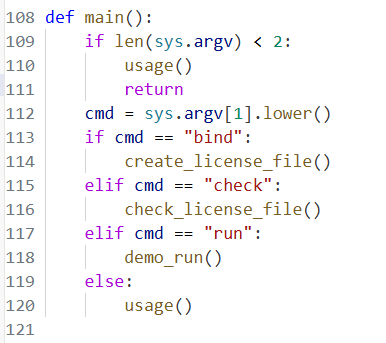 108 def main():
109     if len(sys.argv) < 2:
110         usage()
111         return
112     cmd = sys.argv[1].lower()
113     if cmd == "bind":
114         create_license_file()
115     elif cmd == "check":
116         check_license_file()
117     elif cmd == "run":
118         demo_run()
119     else:
120         usage()
121